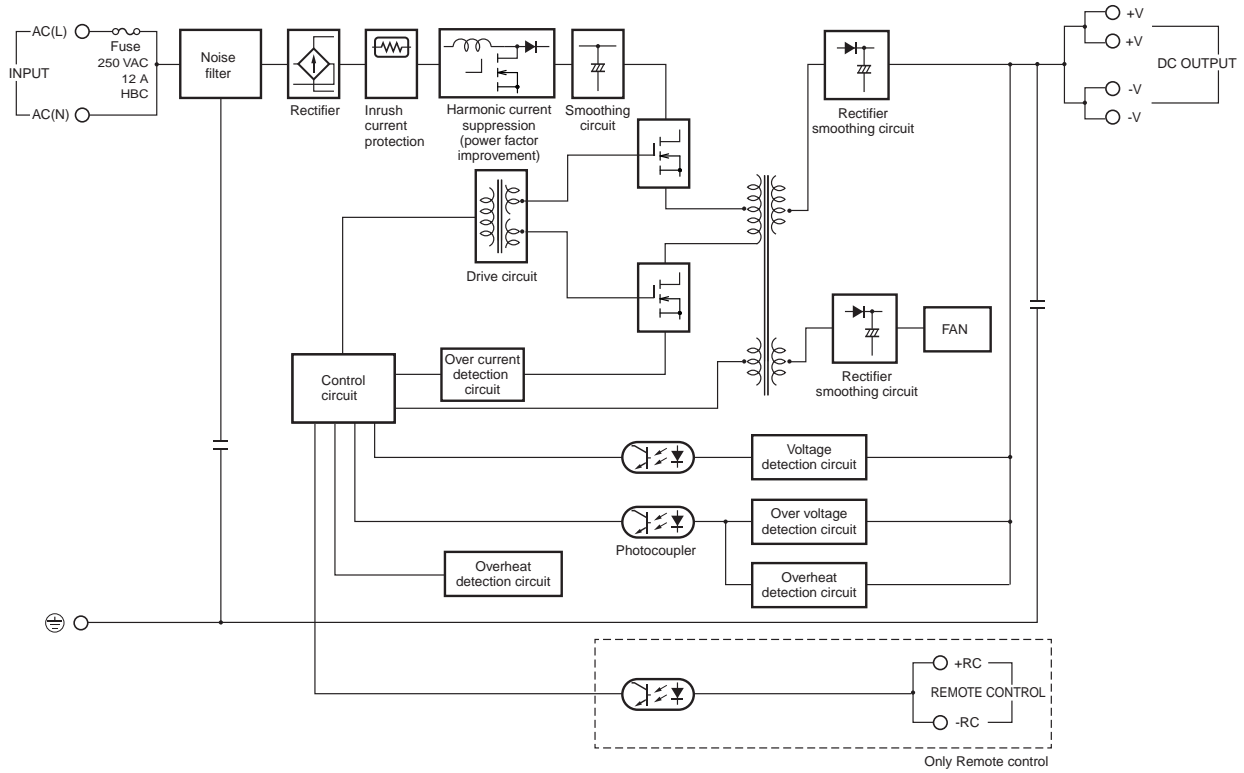 AC(L)
Fuse
250 VAC
12 A
HBC
INPUT
AC(N)
Noise
filter
Rectifier
Inrush
current
protection
Harmonic current
suppression
(power factor
improvement)
Smoothing
circuit
Rectifier
smoothing circuit
+V
+V
DC OUTPUT
-V
-V
Drive circuit
Rectifier
smoothing circuit
FAN
Control
circuit
Over current
detection
circuit
Voltage
detection circuit
Photocoupler
Over voltage
detection circuit
Overheat
detection circuit
Overheat
detection circuit
+RC
REMOTE CONTROL
-RC
Only Remote control